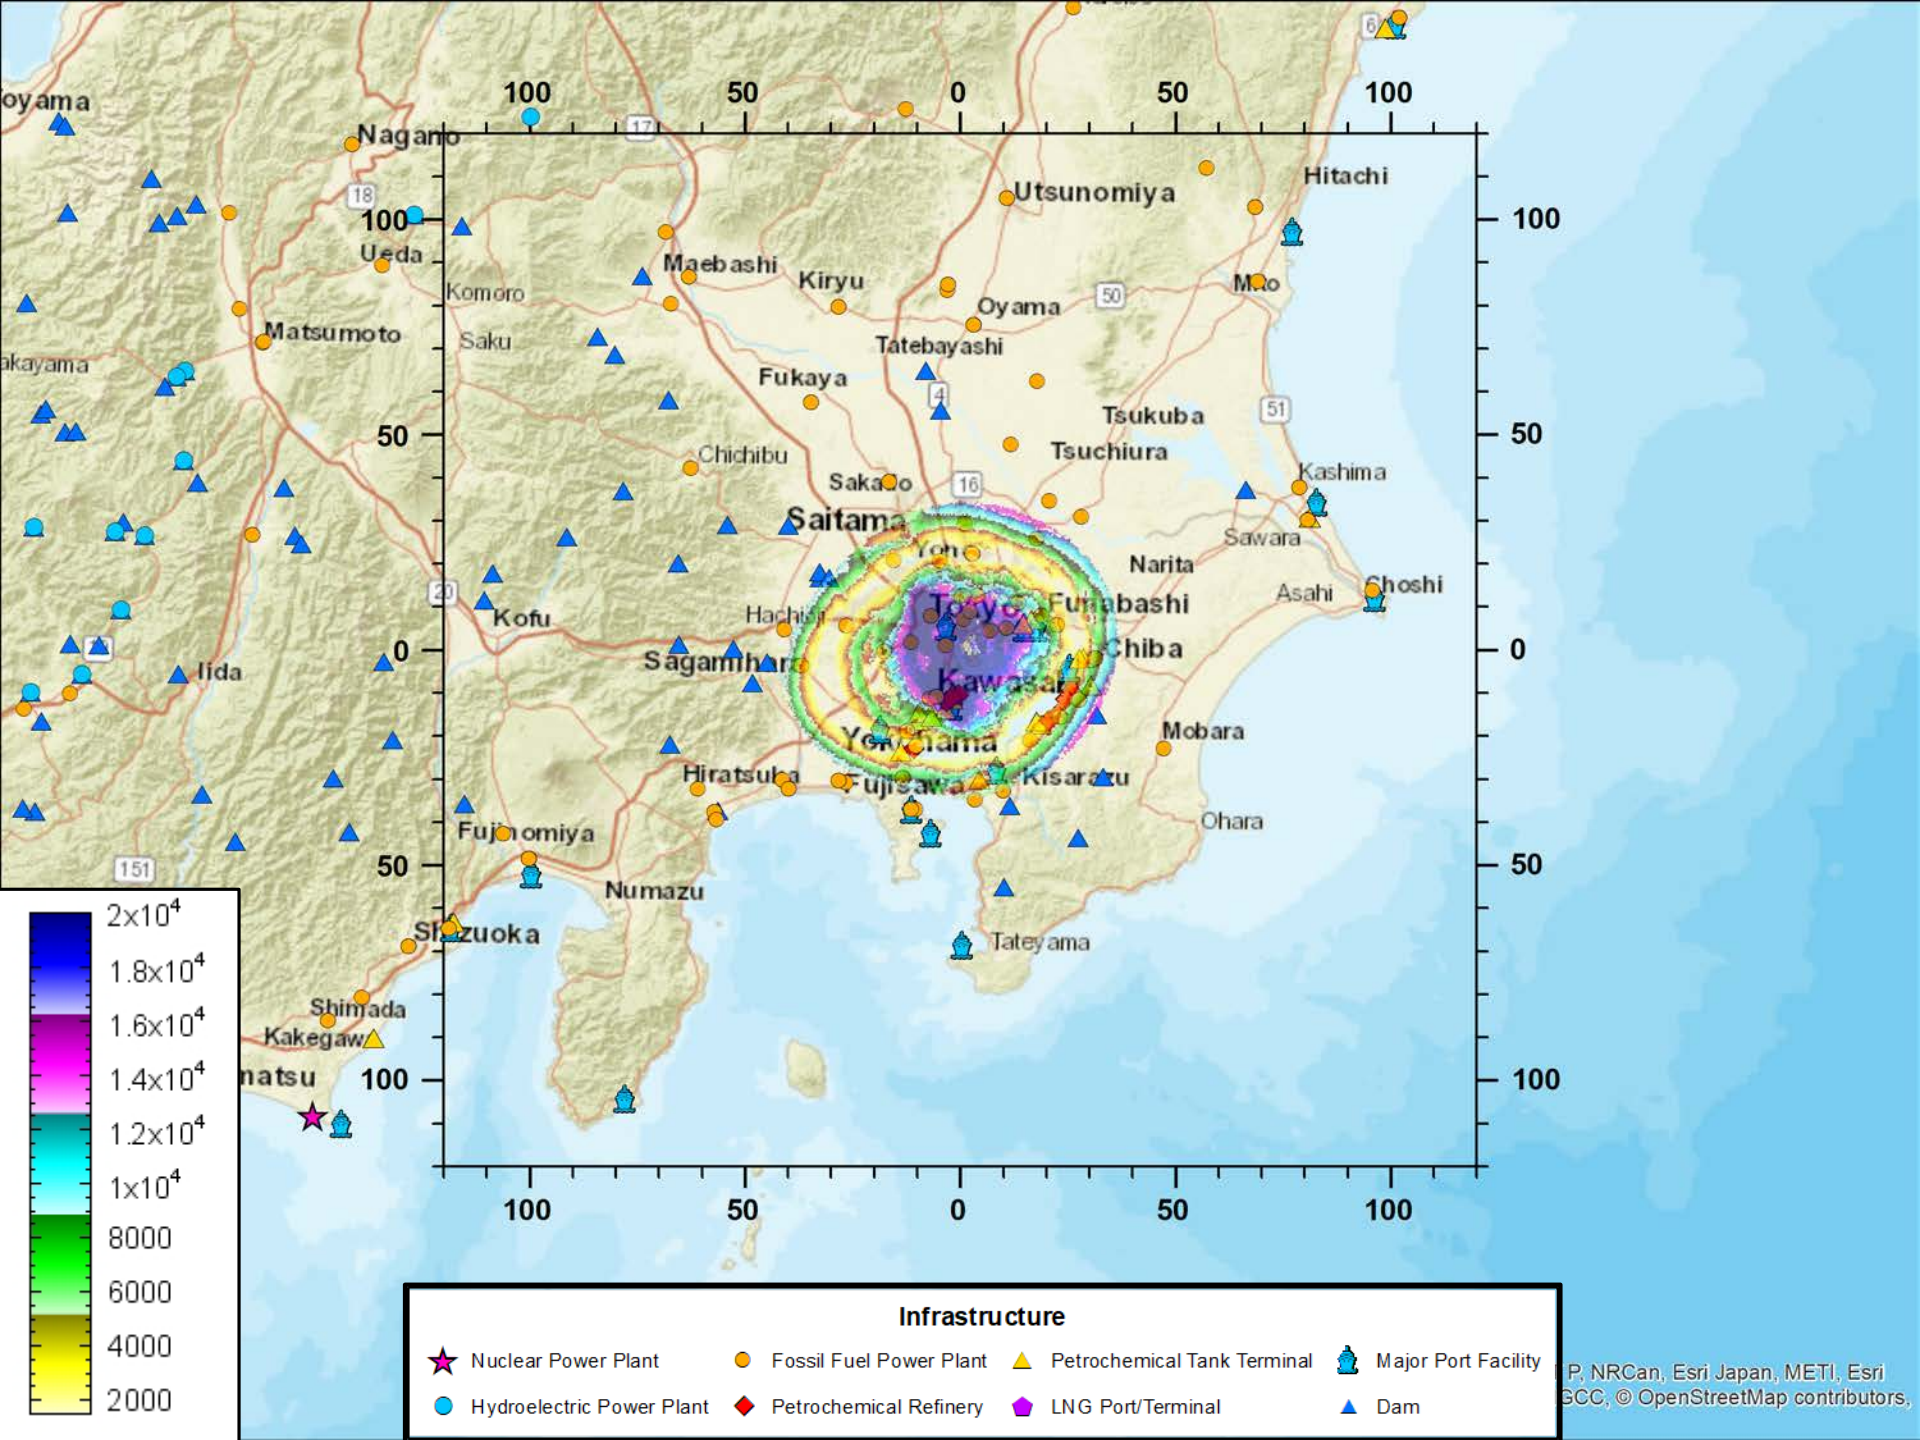 6
oyama
100 50 0 50 100
17
Nagano
18
Utsunomiya
Hitachi
100
100
Ueda
Maebashi
Kiryu
Komoro
50
Mito
Oyama
Matsumoto
Saku
Tatebayashi
akayama
Fukaya
4
Tsukuba
51
50
50
Tsuchiura
Chichibu
Kashima
Sakado
16
Saitama
Sawara
Narita
20
Choshi
Hachioji
Asahi
Tokyo
Funabashi
Kofu
0
0
Chiba
Sagamihara
Iida
Kawasaki
Mobara
Yokohama
Hiratsuka
Fujisawa
Kisarazu
Ohara
Fujinomiya
151
50
50
Numazu
Shizuoka
Tateyama
Shimada
Kakegawa
matsu
100
100
100 50 0 50 100
2x10⁴
1.8x10⁴
1.6x10⁴
1.4x10⁴
1.2x10⁴
1x10⁴
8000
6000
4000
2000
Infrastructure
Nuclear Power Plant
Fossil Fuel Power Plant
Petrochemical Tank Terminal
Major Port Facility
Hydroelectric Power Plant
Petrochemical Refinery
LNG Port/Terminal
Dam
P, NRCan, Esri Japan, METI, Esri
GCC, © OpenStreetMap contributors,